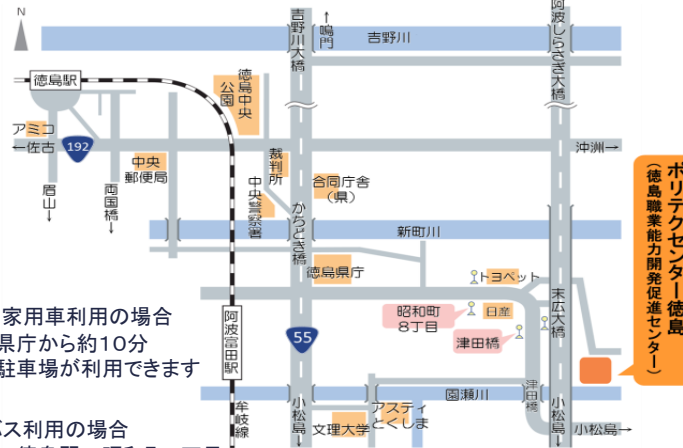 N
吉野川大橋
↑鳴門
吉野川
阿波しらさぎ大橋
徳島駅
徳島中央公園
アミコ
←佐古
192
沖洲→
中央郵便局
裁判所
中央警察署
合同庁舎
(県)
眉山→
両国橋→
かちどき橋
新町川
徳島県庁
ポリテクセンター徳島
(徳島職業能力開発促進センター)
トヨペット
昭和町
8丁目
日産
末広大橋
津田橋
家用車利用の場合
県庁から約10分
駐車場が利用できます
阿波富田駅
55
園瀬川
津田橋
牟岐線
小松島→
文理大学
アスティ
とくしま
小松島→
小松島→
バス利用の場合